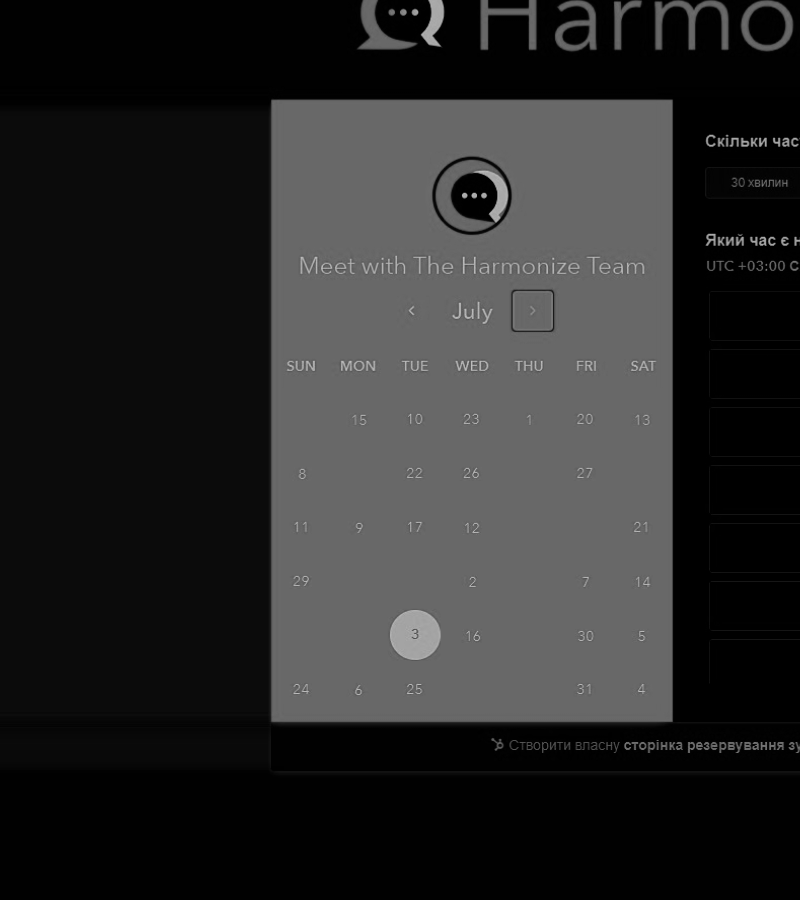 Harmo
Meet with The Harmonize Team
July
SUN MON TUE WED THU FRI SAT
15 10 23 1 20 13
8 22 26 27
11 9 17 12 21
29 2 7 14
3 16 30 5
24 6 25 31 4
Скільки час
30 хвилин
Який час є н
UTC +03:00 С
Створити власну сторінка резервування зу